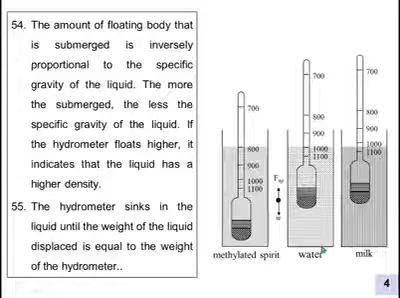 54. The amount of floating body that
is submerged is inversely
proportional to the specific
gravity of the liquid. The more
the submerged, the less the
specific gravity of the liquid. If
the hydrometer floats higher, it
indicates that the liquid has a
higher density.
55. The hydrometer sinks in the
liquid until the weight of the liquid
displaced is equal to the weight
of the hydrometer..
700
800
900
1000
1100
methylated spirit
700
800
900
1000
1100
water
w
700
800
900
1000
1100
milk
4